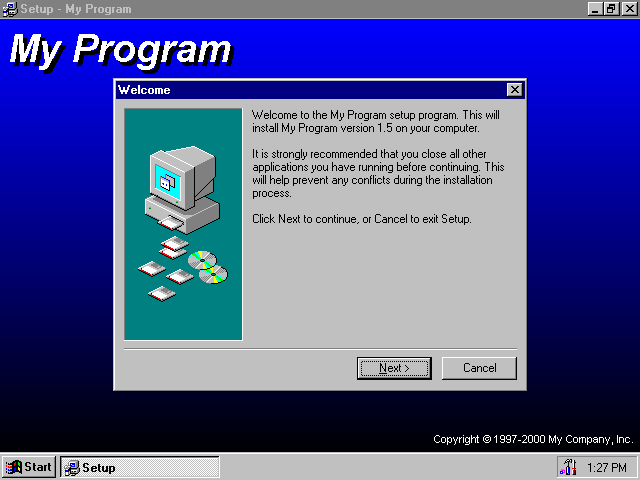 Setup - My Program
My Program
Welcome
Welcome to the My Program setup program. This will
install My Program version 1.5 on your computer.
It is strongly recommended that you close all other
applications you have running before continuing. This
will help prevent any conflicts during the installation
process.
Click Next to continue, or Cancel to exit Setup.
Next >
Cancel
Copyright © 1997-2000 My Company, Inc.
Start
Setup
1:27 PM